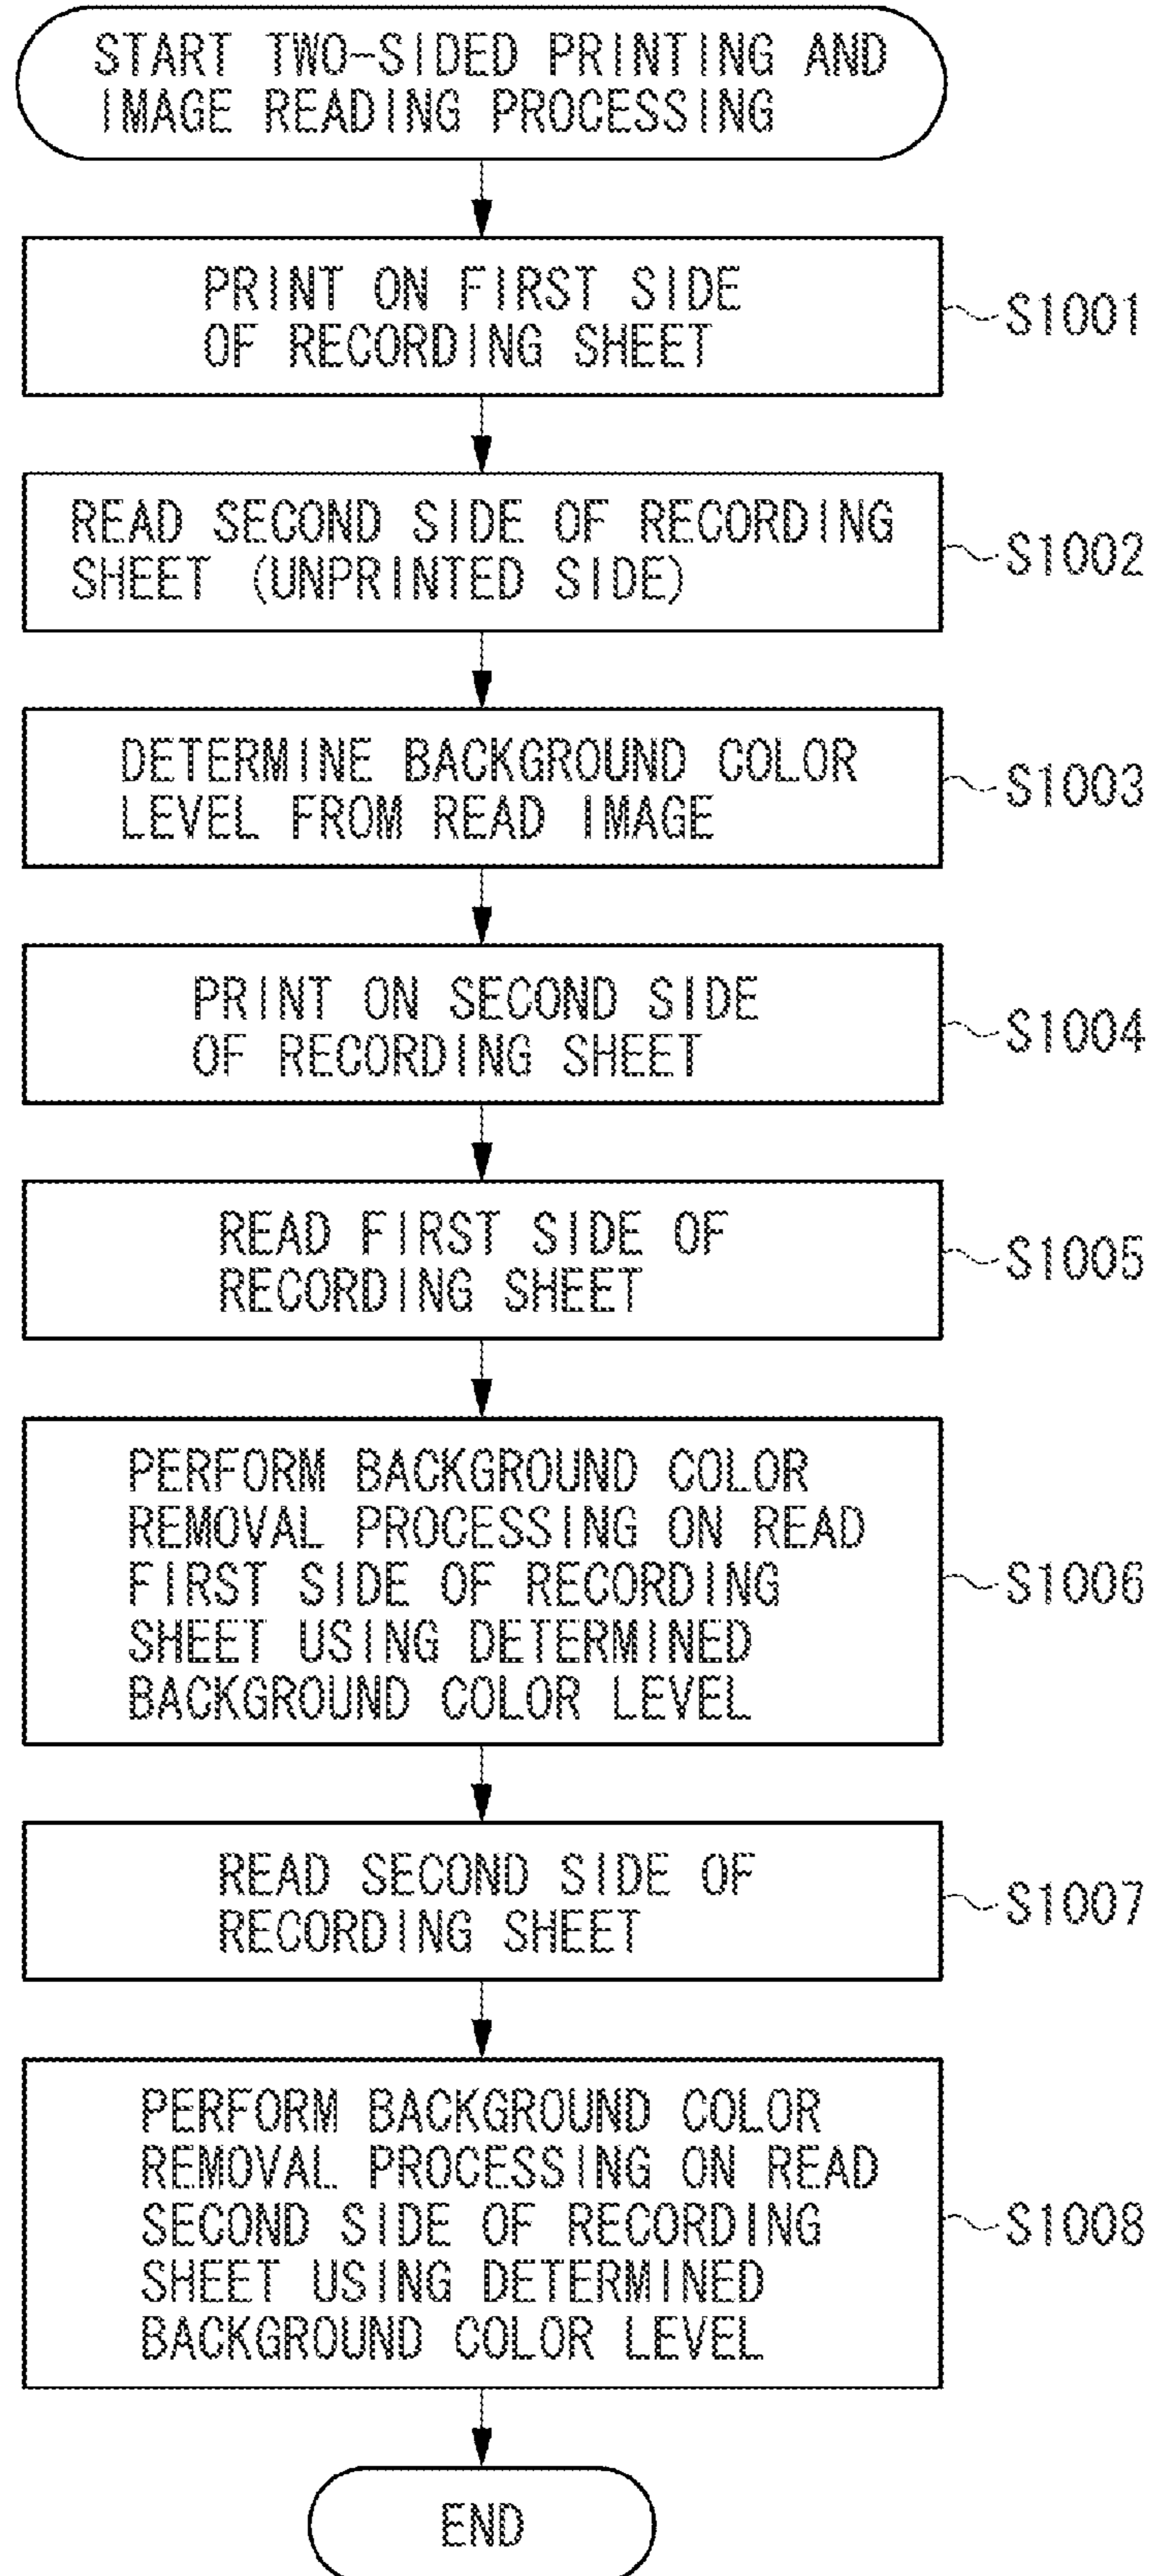 START TWO-SIDED PRINTING AND
IMAGE READING PROCESSING
PRINT ON FIRST SIDE
OF RECORDING SHEET
S1001
READ SECOND SIDE OF RECORDING
SHEET (UNPRINTED SIDE)
S1002
DETERMINE BACKGROUND COLOR
LEVEL FROM READ IMAGE
S1003
PRINT ON SECOND SIDE
OF RECORDING SHEET
S1004
READ FIRST SIDE OF
RECORDING SHEET
S1005
PERFORM BACKGROUND COLOR
REMOVAL PROCESSING ON READ
FIRST SIDE OF RECORDING
SHEET USING DETERMINED
BACKGROUND COLOR LEVEL
S1006
READ SECOND SIDE OF
RECORDING SHEET
S1007
PERFORM BACKGROUND COLOR
REMOVAL PROCESSING ON READ
SECOND SIDE OF RECORDING
SHEET USING DETERMINED
BACKGROUND COLOR LEVEL
S1008
END